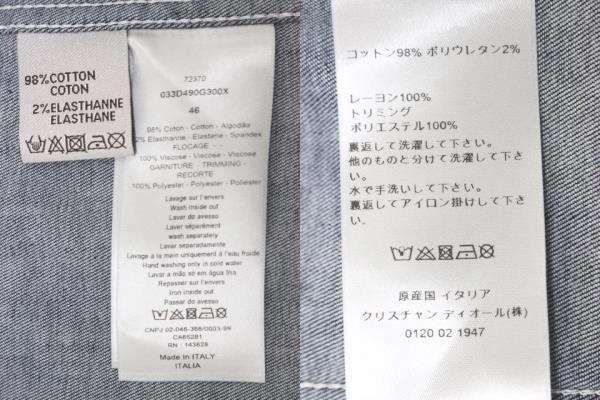 98%COTTON
COTON
2%ELASTHANNE
ELASTHANE
72370
033D490G300X
46
98% Coton - Cotton - Algodão
2% Elasthanne - Elastane - Spandex
FLOCAGE - -
100% Viscose - Viscose - Viscose
GARNITURE - TRIMMING -
RECORTE
100% Polyester - Polyester - Poliéster
Lavage sur l'envers
Wash inside out
Lavar do avesso
Laver séparément
wash separately
Lavar separadamente
Lavage à la main uniquement à l'eau froide
Hand washing only in cold water
Lavar a mão só em água fria
Repasser sur l'envers
Iron inside out
Passar do avesso
CNPJ 02-046-366/0003-99
CA65281
RN : 143628
Made in ITALY
ITALIA
コットン98% ポリウレタン2%
レーヨン100%
トリミング
ポリエステル100%
裏返して洗濯して下さい。
他のものと分けて洗濯して下さ
い。
水で手洗いして下さい。
裏返してアイロン掛けして下さ
い。
原産国 イタリア
クリスチャン ディオール(株)
0120 02 1947